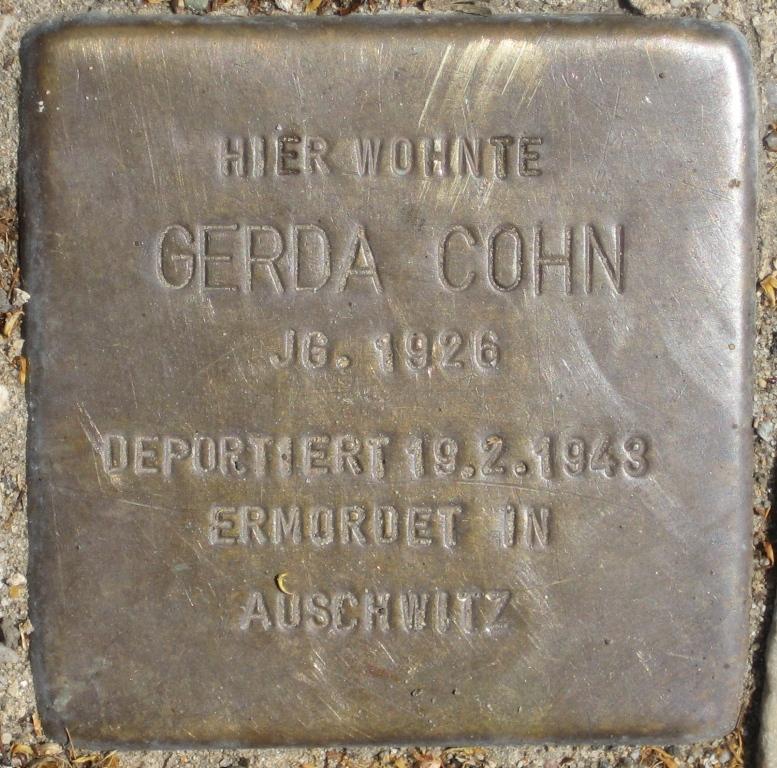 HIER WOHNTE
GERDA COHN
JG. 1926
DEPORTIERT 19.2.1943
ERMORDET IN
AUSCHWITZ